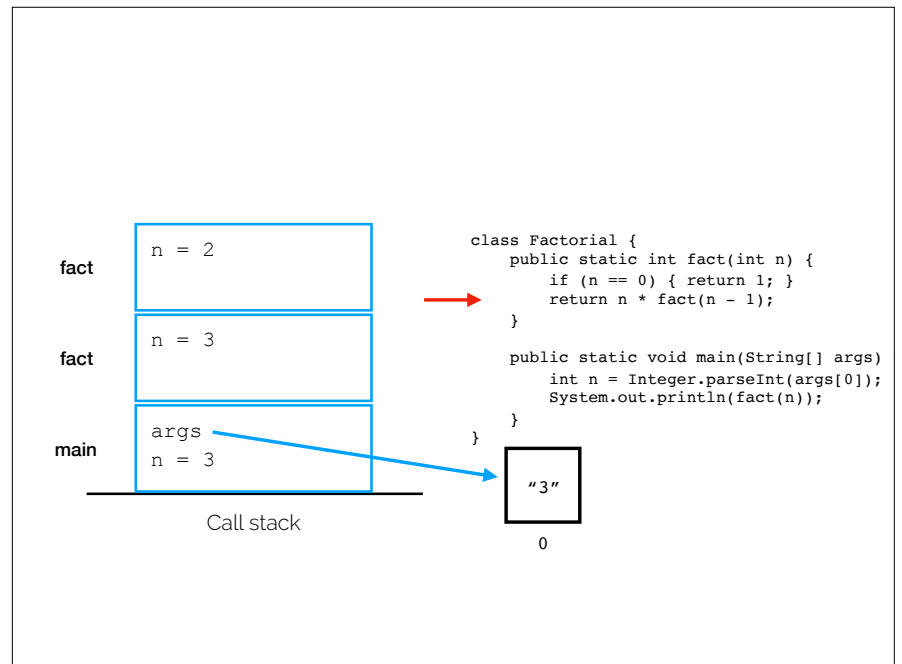 fact
n = 2
fact
n = 3
main
args
n = 3
Call stack
class Factorial {
    public static int fact(int n) {
        if (n == 0) { return 1; }
        return n * fact(n - 1);
    }
    public static void main(String[] args)
        int n = Integer.parseInt(args[0]);
        System.out.println(fact(n));
    }
}
“3”
0